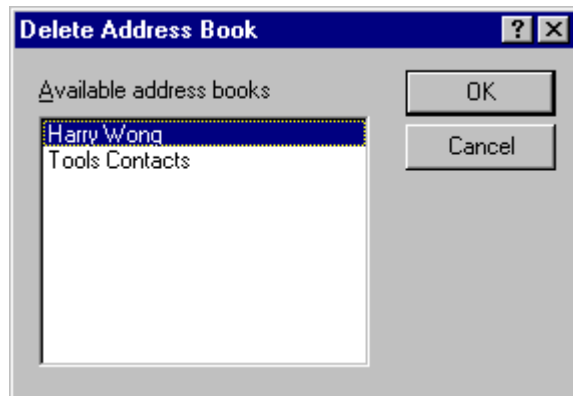 Delete Address Book
Available address books
Harry Wong
Tools Contacts
OK
Cancel